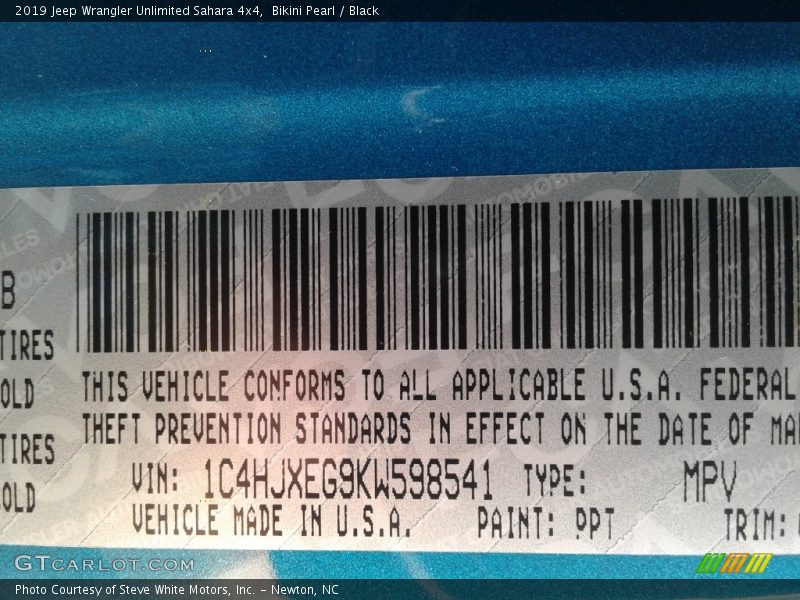 2019 Jeep Wrangler Unlimited Sahara 4x4, Bikini Pearl / Black
B
TIRES
OLD
TIRES
OLD
THIS VEHICLE CONFORMS TO ALL APPLICABLE U.S.A. FEDERAL
THEFT PREVENTION STANDARDS IN EFFECT ON THE DATE OF MA
VIN: 1C4HJXEG9KW598541 TYPE: MPV
VEHICLE MADE IN U.S.A. PAINT: PPT TRIM:
GTCARLOT.COM
Photo Courtesy of Steve White Motors, Inc. – Newton, NC